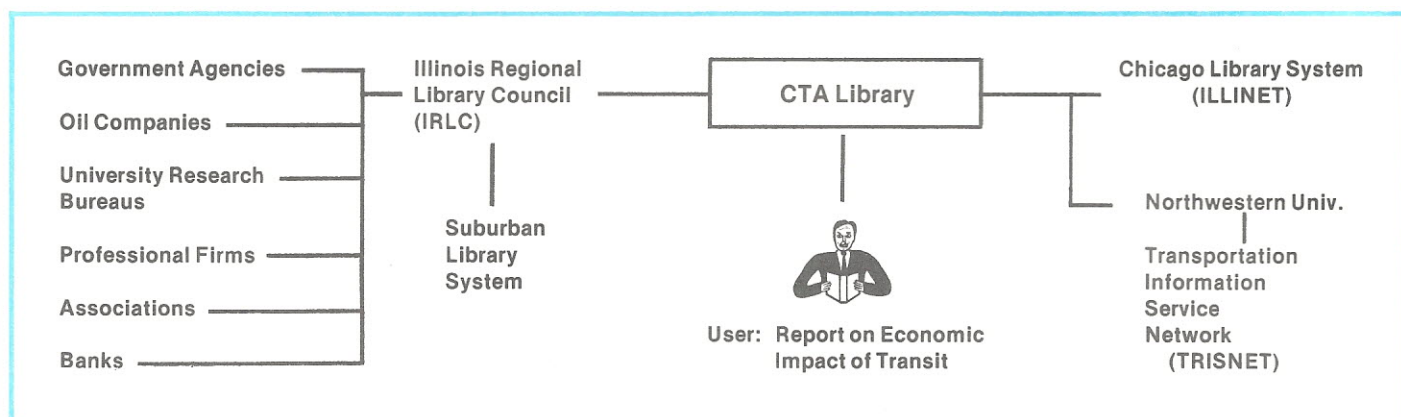 Government Agencies
Oil Companies
University Research
Bureaus
Professional Firms
Associations
Banks
Illinois Regional
Library Council
(IRLC)
Suburban
Library
System
CTA Library
User: Report on Economic
Impact of Transit
Chicago Library System
(ILLINET)
Northwestern Univ.
Transportation
Information
Service
Network
(TRISNET)